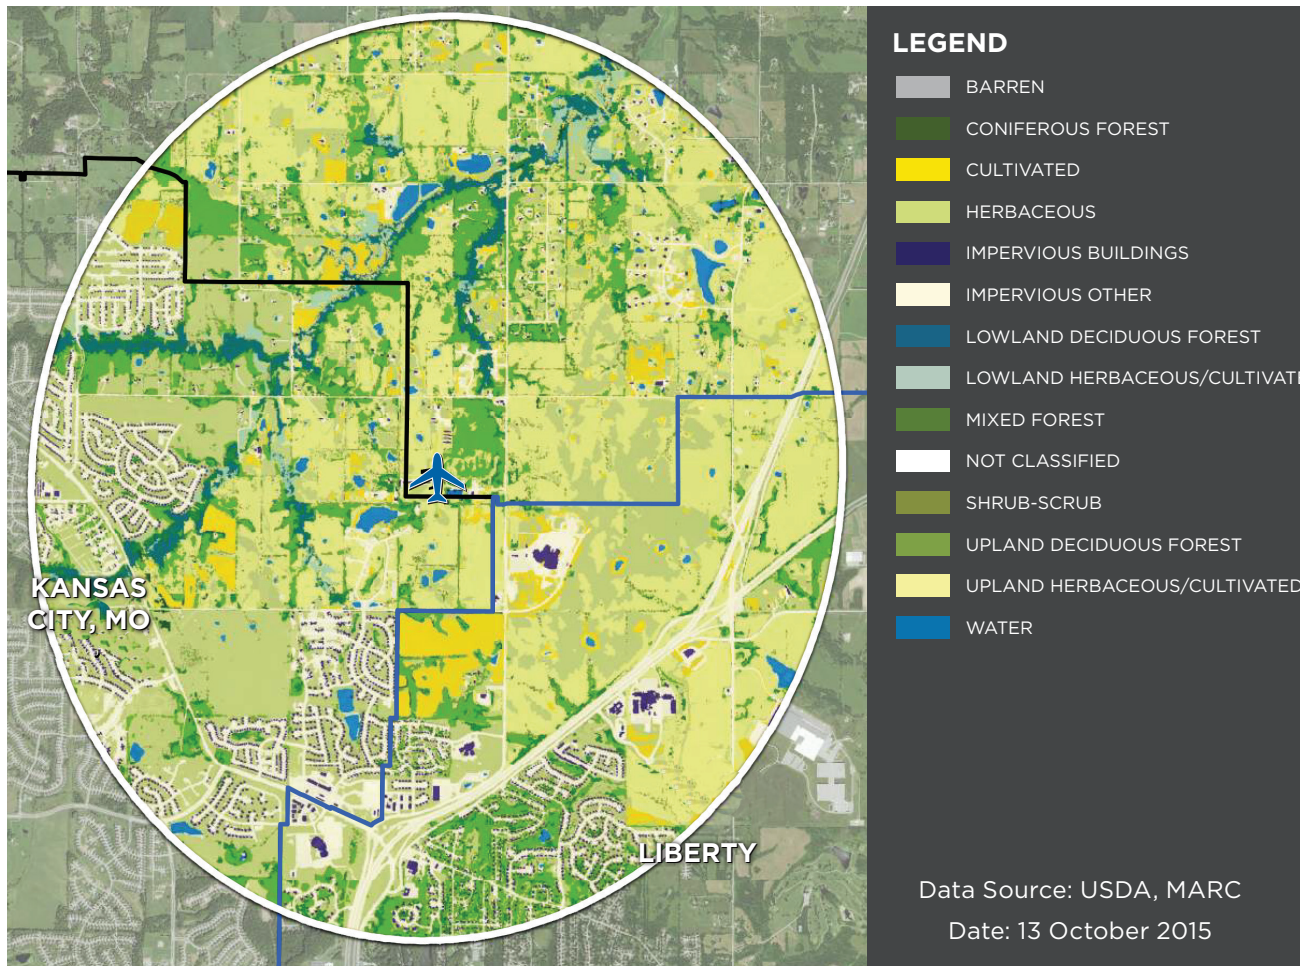 KANSAS
CITY, MO
LIBERTY
LEGEND
BARREN
CONIFEROUS FOREST
CULTIVATED
HERBACEOUS
IMPERVIOUS BUILDINGS
IMPERVIOUS OTHER
LOWLAND DECIDUOUS FOREST
LOWLAND HERBACEOUS/CULTIVATE
MIXED FOREST
NOT CLASSIFIED
SHRUB-SCRUB
UPLAND DECIDUOUS FOREST
UPLAND HERBACEOUS/CULTIVATED
WATER
Data Source: USDA, MARC
Date: 13 October 2015